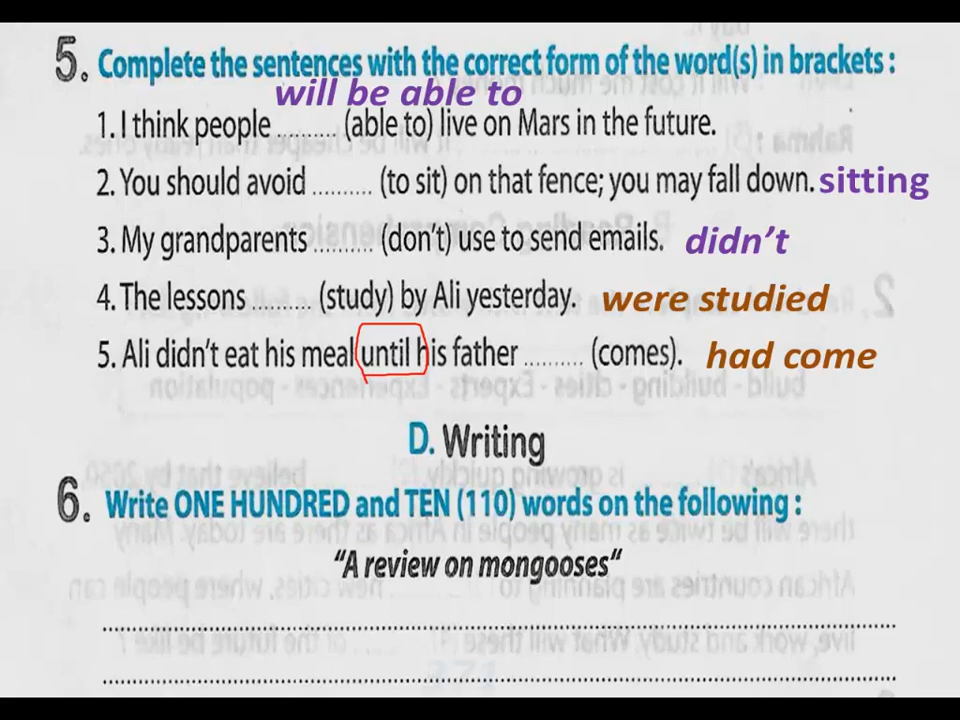 5. Complete the sentences with the correct form of the word(s) in brackets :
will be able to
1. I think people ......... (able to) live on Mars in the future.
2. You should avoid ......... (to sit) on that fence; you may fall down. sitting
3. My grandparents ......... (don't) use to send emails. didn't
4. The lessons ......... (study) by Ali yesterday. were studied
5. Ali didn't eat his meal until his father ......... (comes). had come
D. Writing
6. Write ONE HUNDRED and TEN (110) words on the following :
"A review on mongooses"